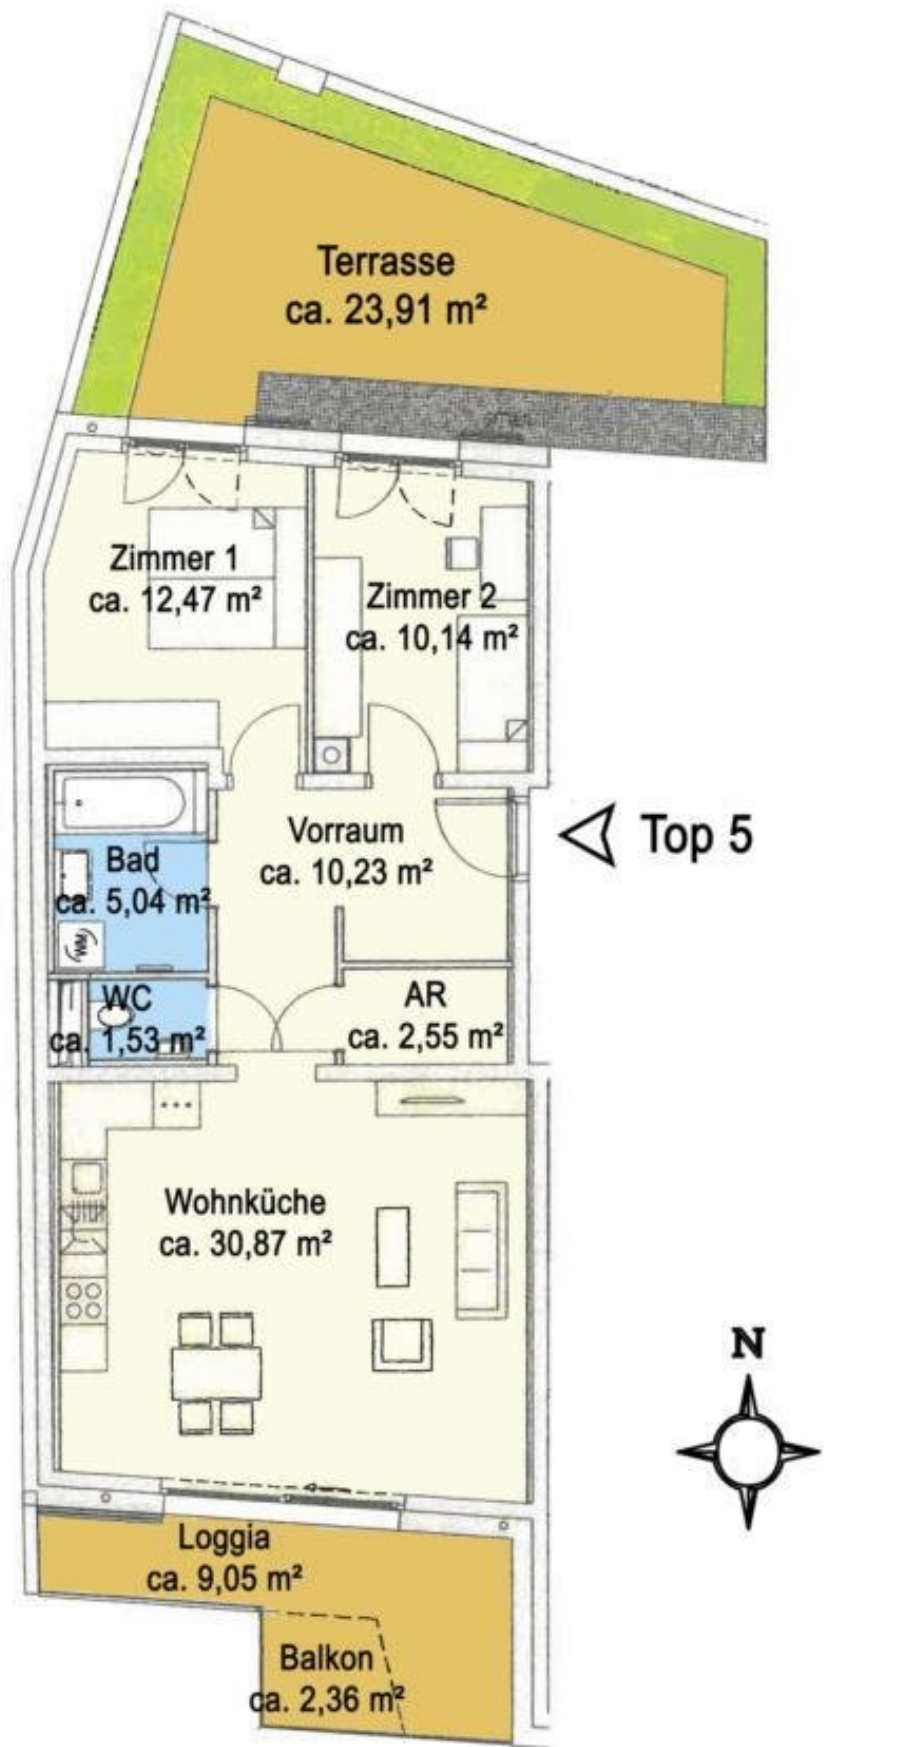 Terrasse
ca. 23,91 m²
Zimmer 1
ca. 12,47 m²
Zimmer 2
ca. 10,14 m²
Vorraum
ca. 10,23 m²
Top 5
Bad
ca. 5,04 m²
WM
WC
ca. 1,53 m²
AR
ca. 2,55 m²
Wohnküche
ca. 30,87 m²
N
Loggia
ca. 9,05 m²
Balkon
ca. 2,36 m²